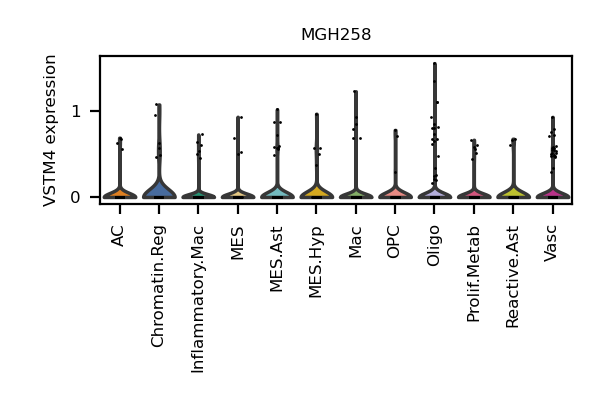 MGH258
VSTM4 expression
1
0
AC
Chromatin.Reg
Inflammatory.Mac
MES
MES.Ast
MES.Hyp
Mac
OPC
Oligo
Prolif.Metab
Reactive.Ast
Vasc